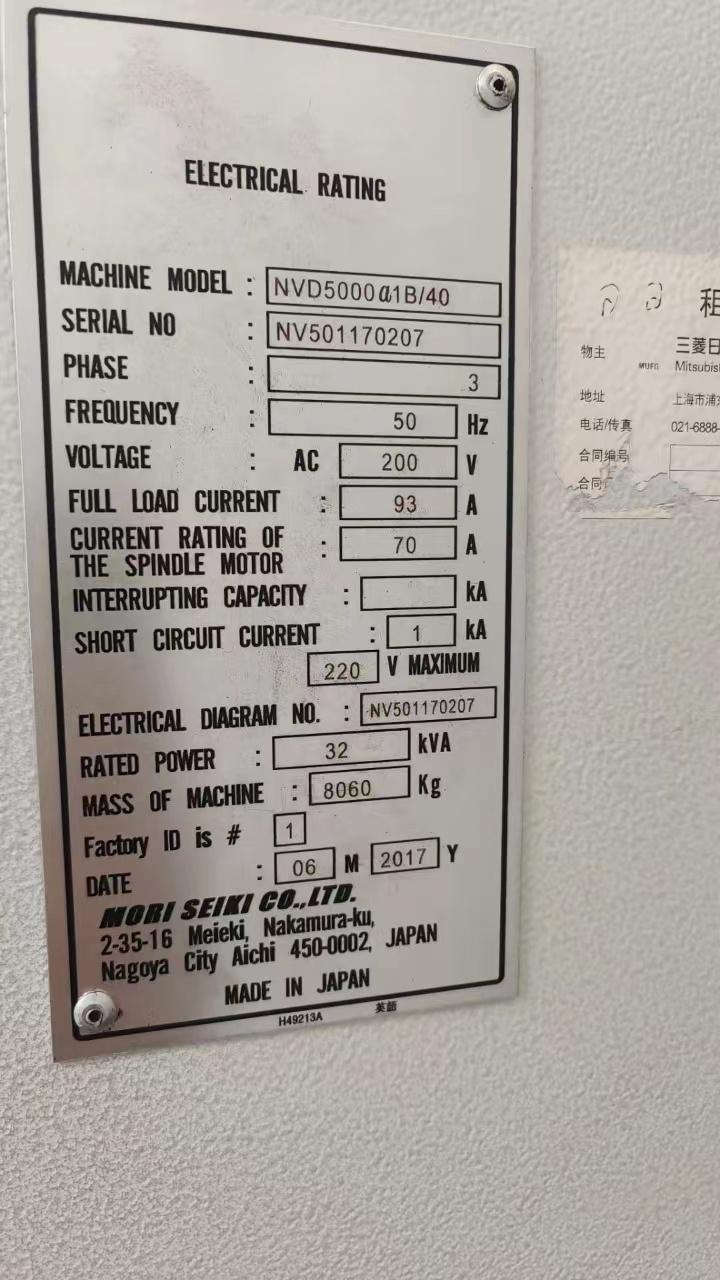 ELECTRICAL RATING
MACHINE MODEL : NVD5000α1B/40
SERIAL NO : NV501170207
PHASE : 3
FREQUENCY : 50 Hz
VOLTAGE : AC 200 V
FULL LOAD CURRENT : 93 A
CURRENT RATING OF
THE SPINDLE MOTOR : 70 A
INTERRUPTING CAPACITY : kA
SHORT CIRCUIT CURRENT : 1 kA
220 V MAXIMUM
ELECTRICAL DIAGRAM NO. : NV501170207
RATED POWER : 32 kVA
MASS OF MACHINE : 8060 Kg
Factory ID is # 1
DATE : 06 M 2017 Y
MORI SEIKI CO.,LTD.
2-35-16 Meieki, Nakamura-ku,
Nagoya City Aichi 450-0002, JAPAN
MADE IN JAPAN
H49213A 英語
租
物主 MUFG 三菱日
Mitsubis
地址 上海市浦
电话/传真 021-6888-
合同编号
合同